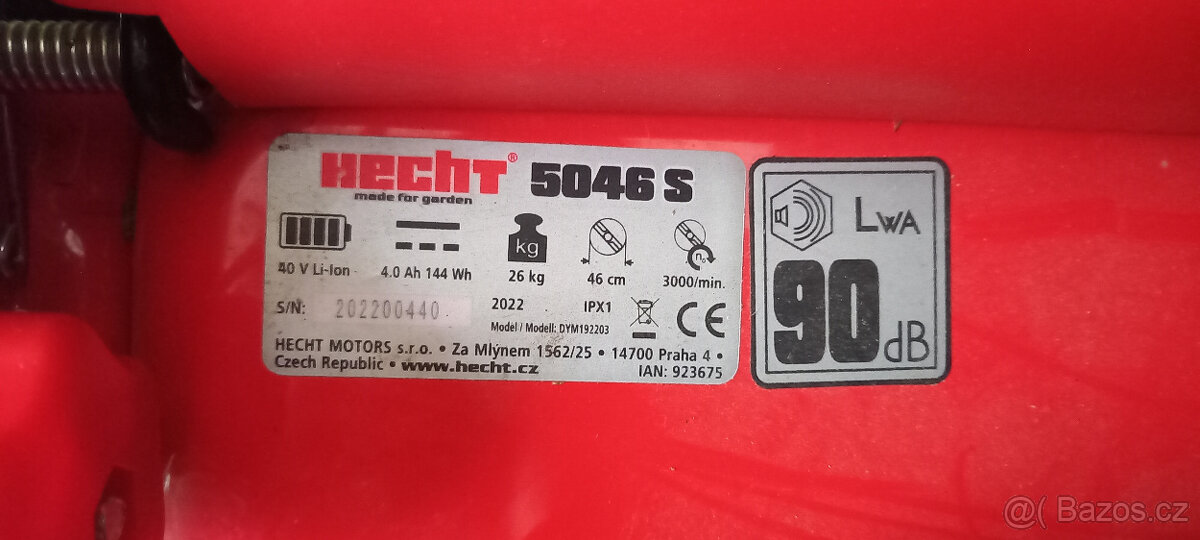 HECHT® 5046 S
made for garden
kg
n₀
40 V Li-Ion 4.0 Ah 144 Wh 26 kg 46 cm 3000/min.
S/N: 202200440 2022 IPX1 CE
Model / Modell: DYM192203
HECHT MOTORS s.r.o. • Za Mlýnem 1562/25 • 14700 Praha 4 •
Czech Republic • www.hecht.cz IAN: 923675
LWA
90 dB
@( Bazos.cz